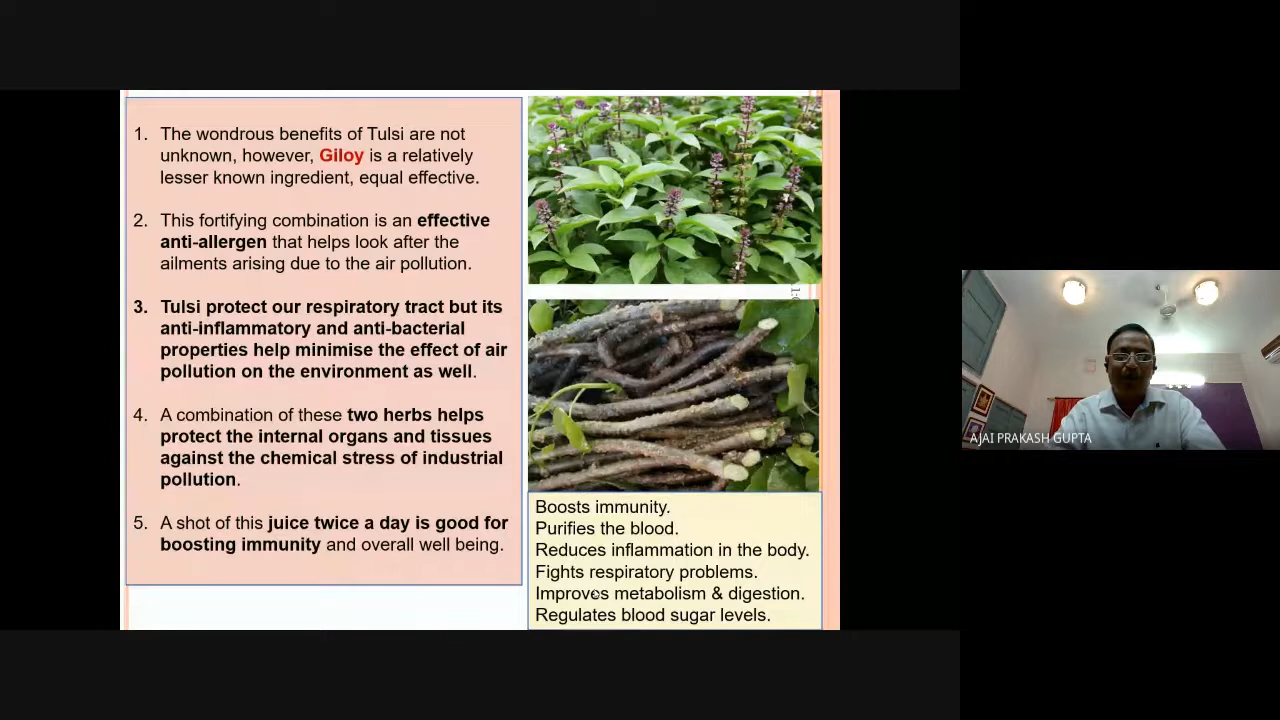 1. The wondrous benefits of Tulsi are not
unknown, however, Giloy is a relatively
lesser known ingredient, equal effective.
2. This fortifying combination is an effective
anti-allergen that helps look after the
ailments arising due to the air pollution.
3. Tulsi protect our respiratory tract but its
anti-inflammatory and anti-bacterial
properties help minimise the effect of air
pollution on the environment as well.
4. A combination of these two herbs helps
protect the internal organs and tissues
against the chemical stress of industrial
pollution.
5. A shot of this juice twice a day is good for
boosting immunity and overall well being.
Boosts immunity.
Purifies the blood.
Reduces inflammation in the body.
Fights respiratory problems.
Improves metabolism & digestion.
Regulates blood sugar levels.
AJAI PRAKASH GUPTA